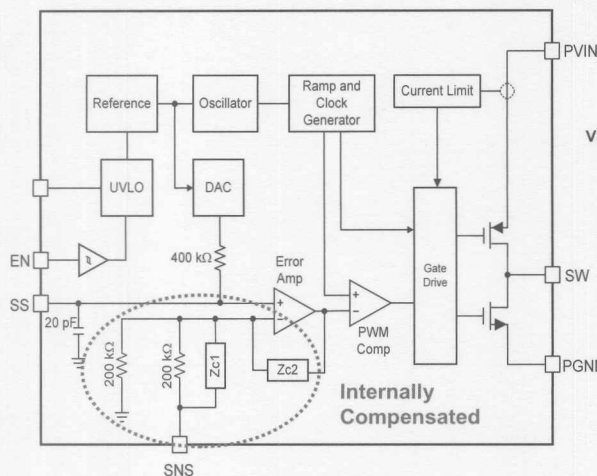 PVIN
Reference
Oscillator
Ramp and
Clock
Generator
Current Limit
V
UVLO
DAC
EN
400 kΩ
Error
Amp
SS
+
−
+
−
PWM
Comp
Gate
Drive
SW
20 pF
200 kΩ
200 kΩ
Zc1
Zc2
Internally
Compensated
PGND
SNS